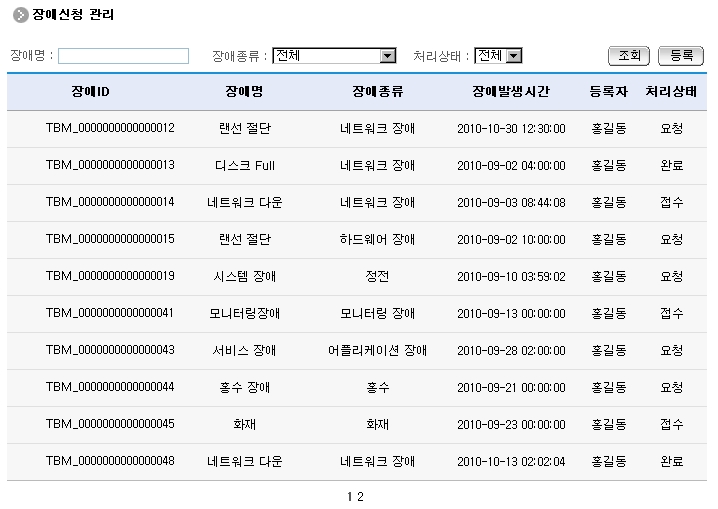 장애신청 관리
장애명 : 장애종류 : 전체 처리상태 : 전체 조회 등록
장애ID 장애명 장애종류 장애발생시간 등록자 처리상태
TBM_0000000000000012 랜선 절단 네트워크 장애 2010-10-30 12:30:00 홍길동 요청
TBM_0000000000000013 디스크 Full 네트워크 장애 2010-09-02 04:00:00 홍길동 완료
TBM_0000000000000014 네트워크 다운 네트워크 장애 2010-09-03 08:44:08 홍길동 접수
TBM_0000000000000015 랜선 절단 하드웨어 장애 2010-09-02 10:00:00 홍길동 요청
TBM_0000000000000019 시스템 장애 정전 2010-09-10 03:59:02 홍길동 요청
TBM_0000000000000041 모니터링장애 모니터링 장애 2010-09-13 00:00:00 홍길동 접수
TBM_0000000000000043 서비스 장애 어플리케이션 장애 2010-09-28 02:00:00 홍길동 요청
TBM_0000000000000044 홍수 장애 홍수 2010-09-21 00:00:00 홍길동 요청
TBM_0000000000000045 화재 화재 2010-09-23 00:00:00 홍길동 접수
TBM_0000000000000048 네트워크 다운 네트워크 장애 2010-10-13 02:02:04 홍길동 완료
1 2